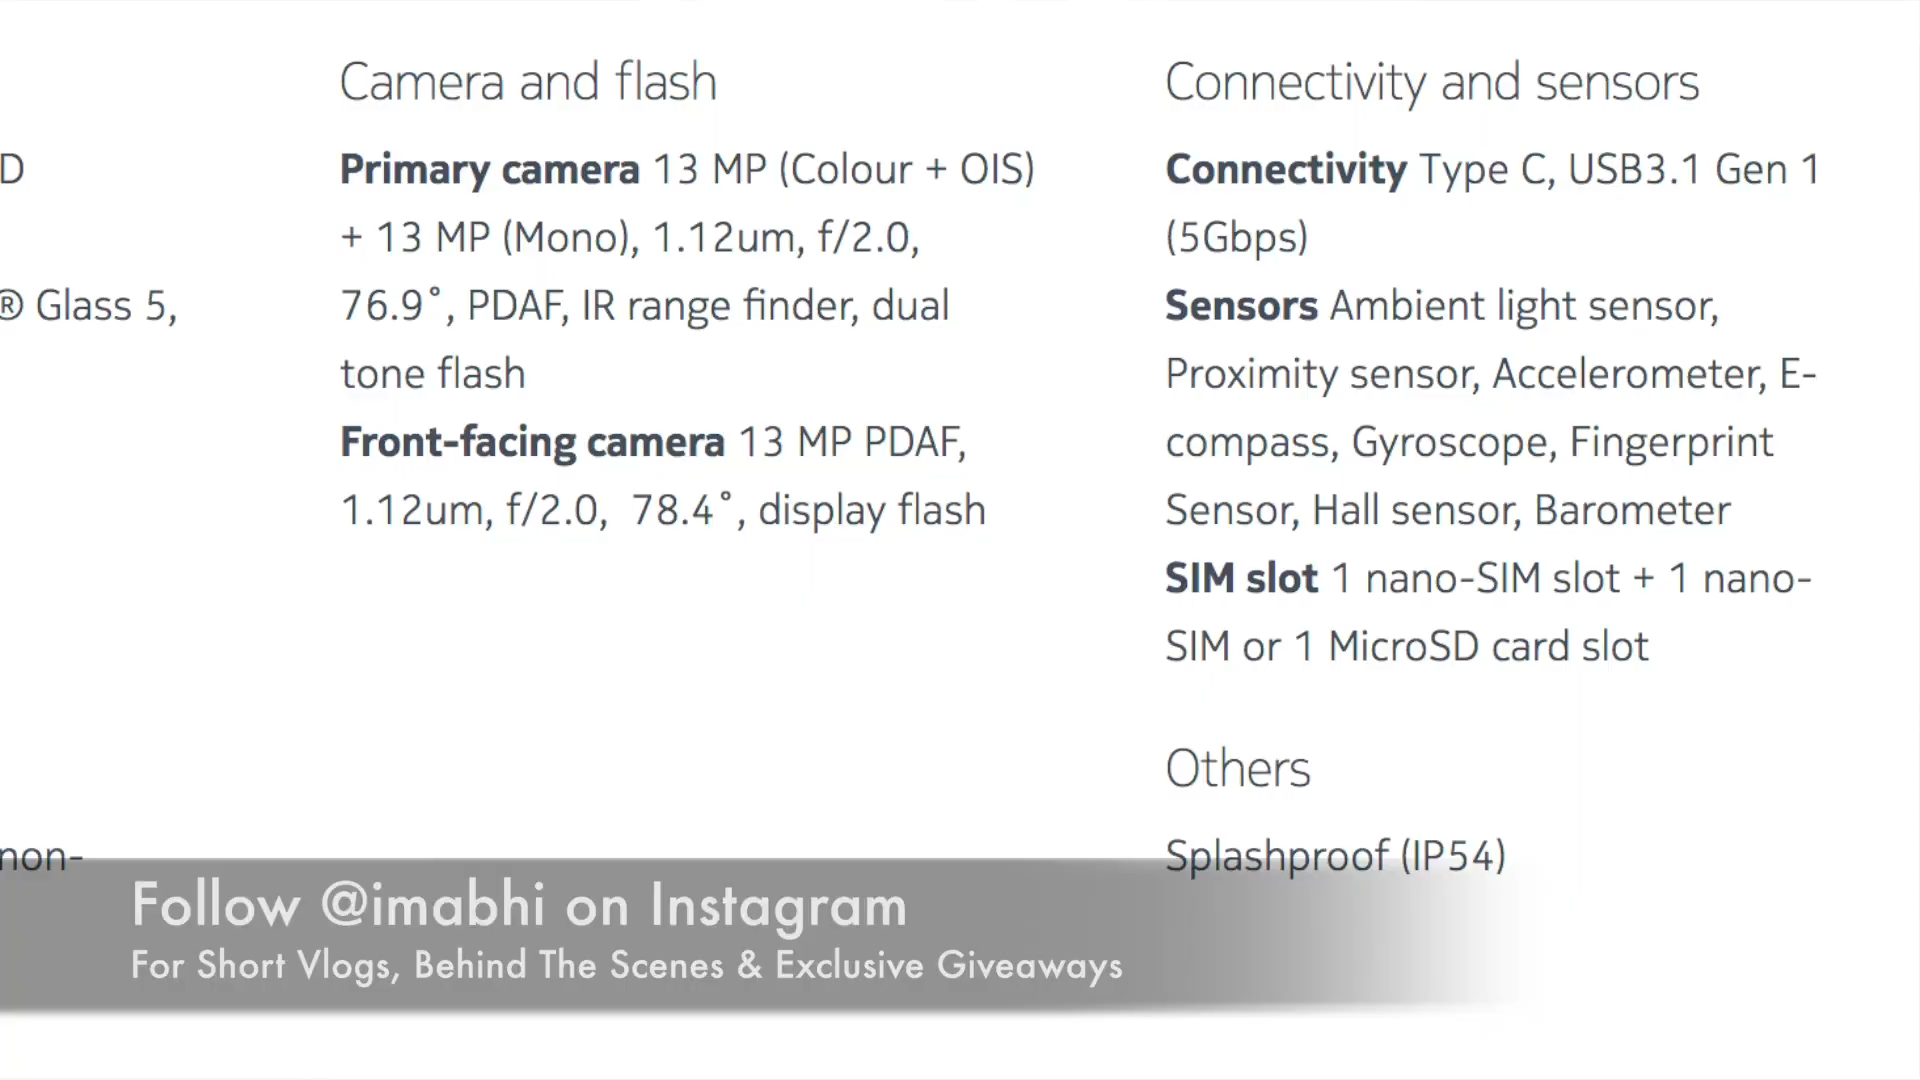 D
® Glass 5,
non-
Camera and flash
Primary camera 13 MP (Colour + OIS)
+ 13 MP (Mono), 1.12um, f/2.0,
76.9˚, PDAF, IR range finder, dual
tone flash
Front-facing camera 13 MP PDAF,
1.12um, f/2.0,  78.4˚, display flash
Connectivity and sensors
Connectivity Type C, USB3.1 Gen 1
(5Gbps)
Sensors Ambient light sensor,
Proximity sensor, Accelerometer, E-
compass, Gyroscope, Fingerprint
Sensor, Hall sensor, Barometer
SIM slot 1 nano-SIM slot + 1 nano-
SIM or 1 MicroSD card slot
Others
Splashproof (IP54)
Follow @imabhi on Instagram
For Short Vlogs, Behind The Scenes & Exclusive Giveaways